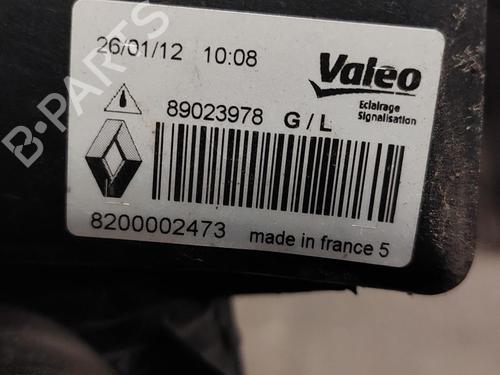 26/01/12 10:08
Valeo
Eclairage
Signalisation
89023978 G / L
8200002473 made in france 5
B-PARTS